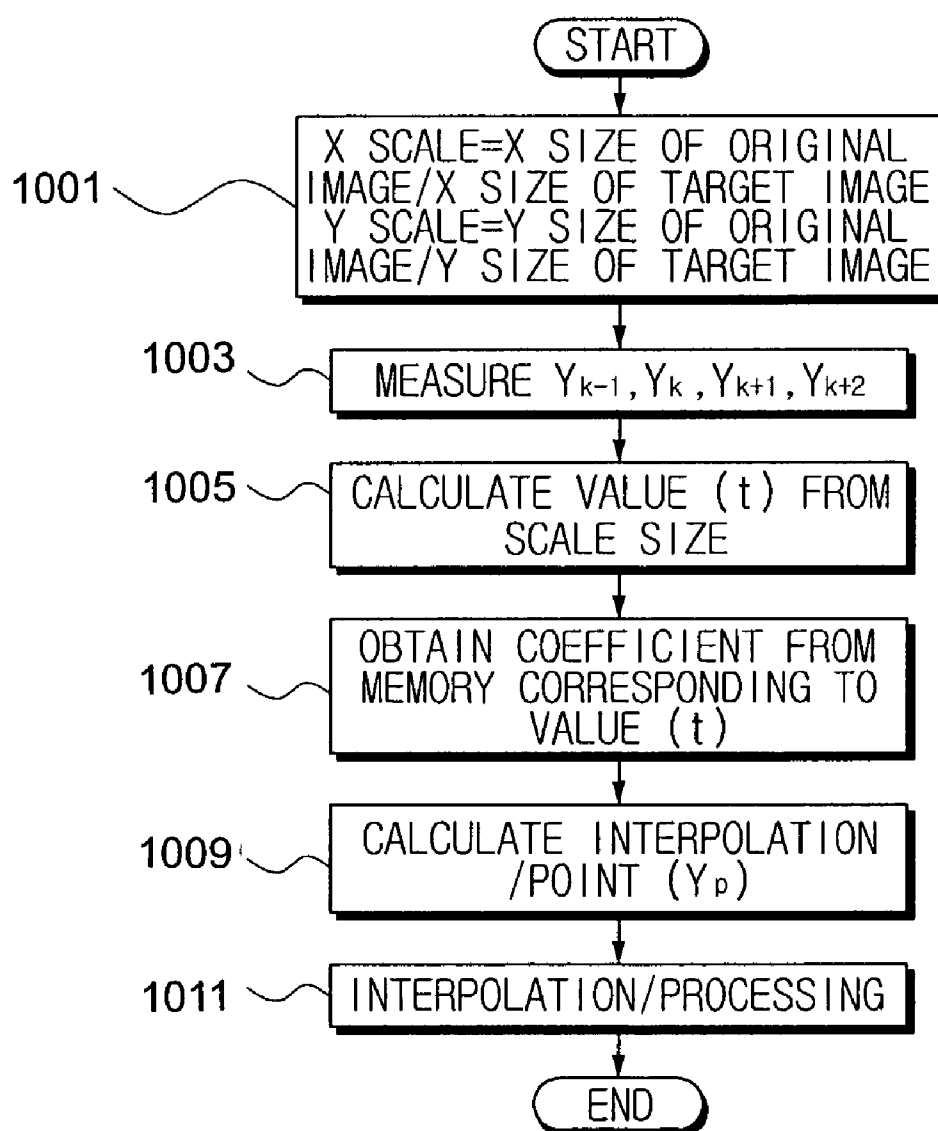 START
1001
X SCALE=X SIZE OF ORIGINAL
IMAGE/X SIZE OF TARGET IMAGE
Y SCALE=Y SIZE OF ORIGINAL
IMAGE/Y SIZE OF TARGET IMAGE
1003
MEASURE Yk-1, Yk, Yk+1, Yk+2
1005
CALCULATE VALUE (t) FROM
SCALE SIZE
1007
OBTAIN COEFFICIENT FROM
MEMORY CORRESPONDING TO
VALUE (t)
1009
CALCULATE INTERPOLATION
/POINT (Yp)
1011
INTERPOLATION/PROCESSING
END